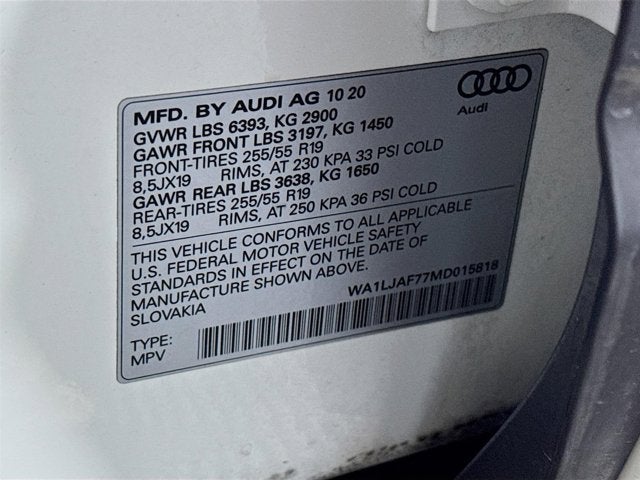 MFD. BY AUDI AG 10 20
GVWR LBS 6393, KG 2900
GAWR FRONT LBS 3197, KG 1450
FRONT-TIRES 255/55 R19
8,5JX19 RIMS, AT 230 KPA 33 PSI COLD
GAWR REAR LBS 3638, KG 1650
REAR-TIRES 255/55 R19
8,5JX19 RIMS, AT 250 KPA 36 PSI COLD
Audi
THIS VEHICLE CONFORMS TO ALL APPLICABLE
U.S. FEDERAL MOTOR VEHICLE SAFETY
STANDARDS IN EFFECT ON THE DATE OF
MANUFACTURE SHOWN ABOVE.
SLOVAKIA
WA1LJAF77MD015818
TYPE:
MPV